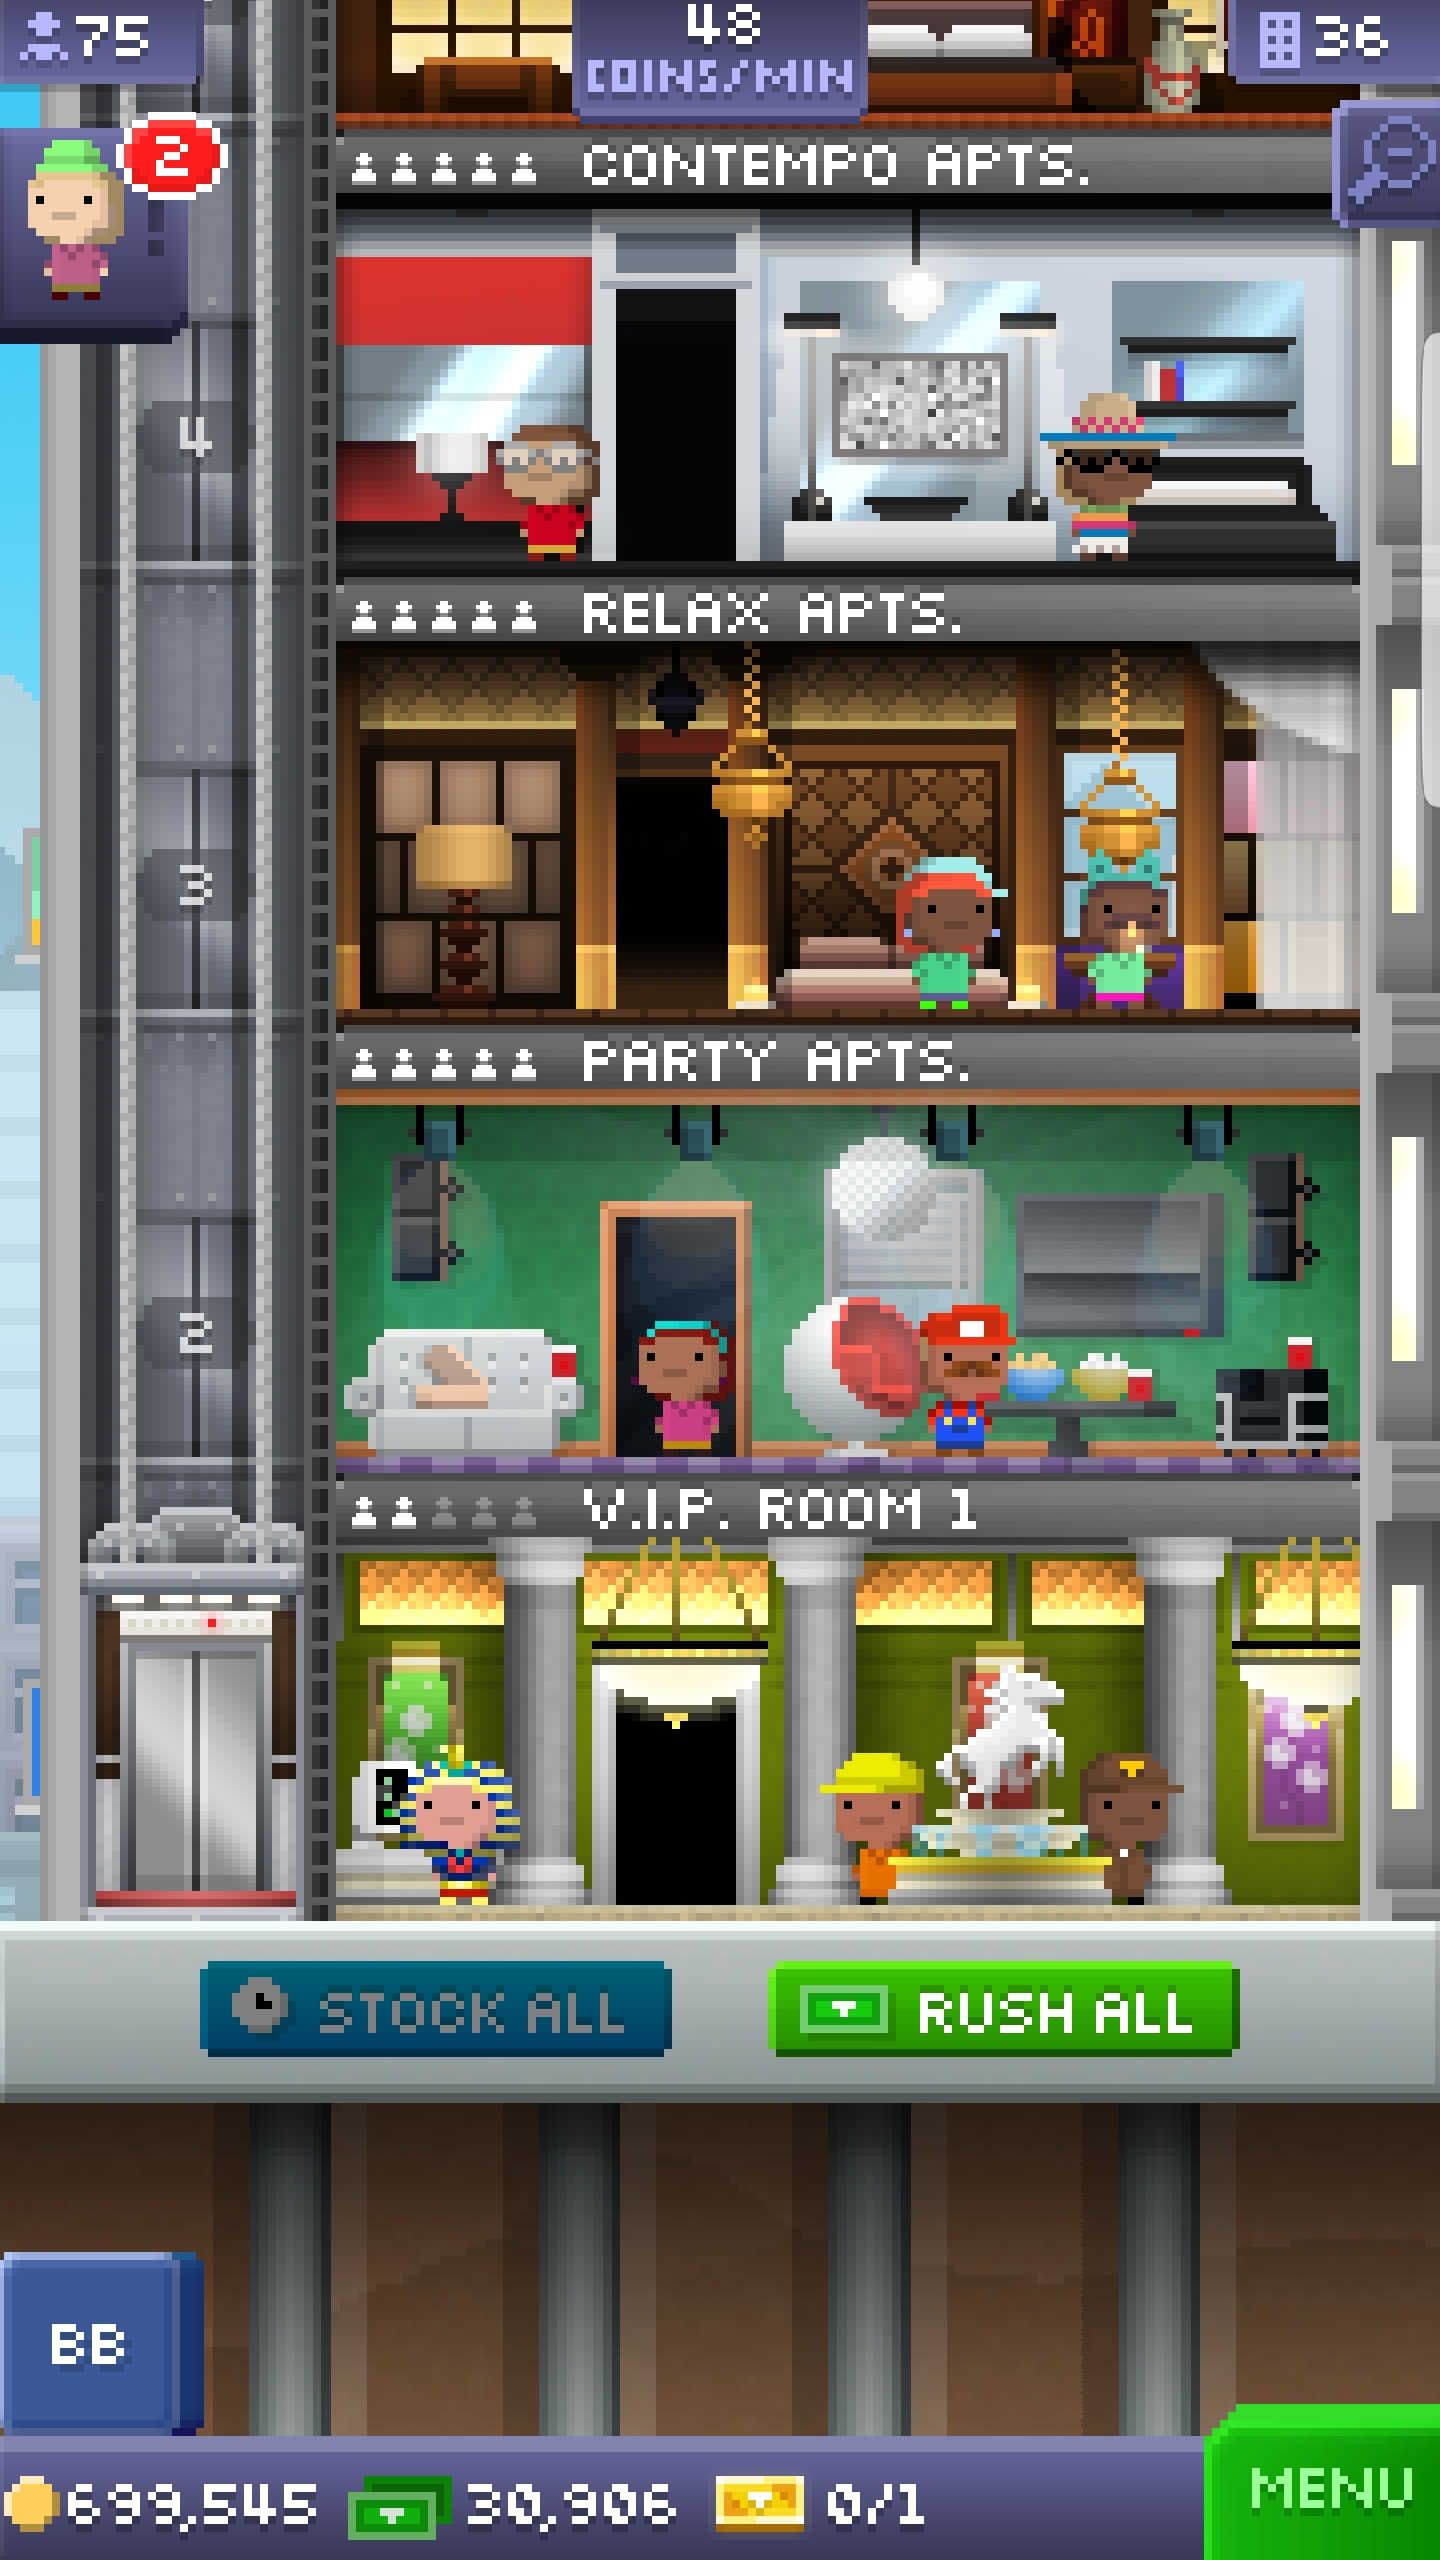 75
48
COINS/MIN
36
2
CONTEMPO APTS.
4
RELAX APTS.
3
PARTY APTS.
2
V.I.P. ROOM 1
STOCK ALL
RUSH ALL
BB
699,545
30,906
0/1
MENU